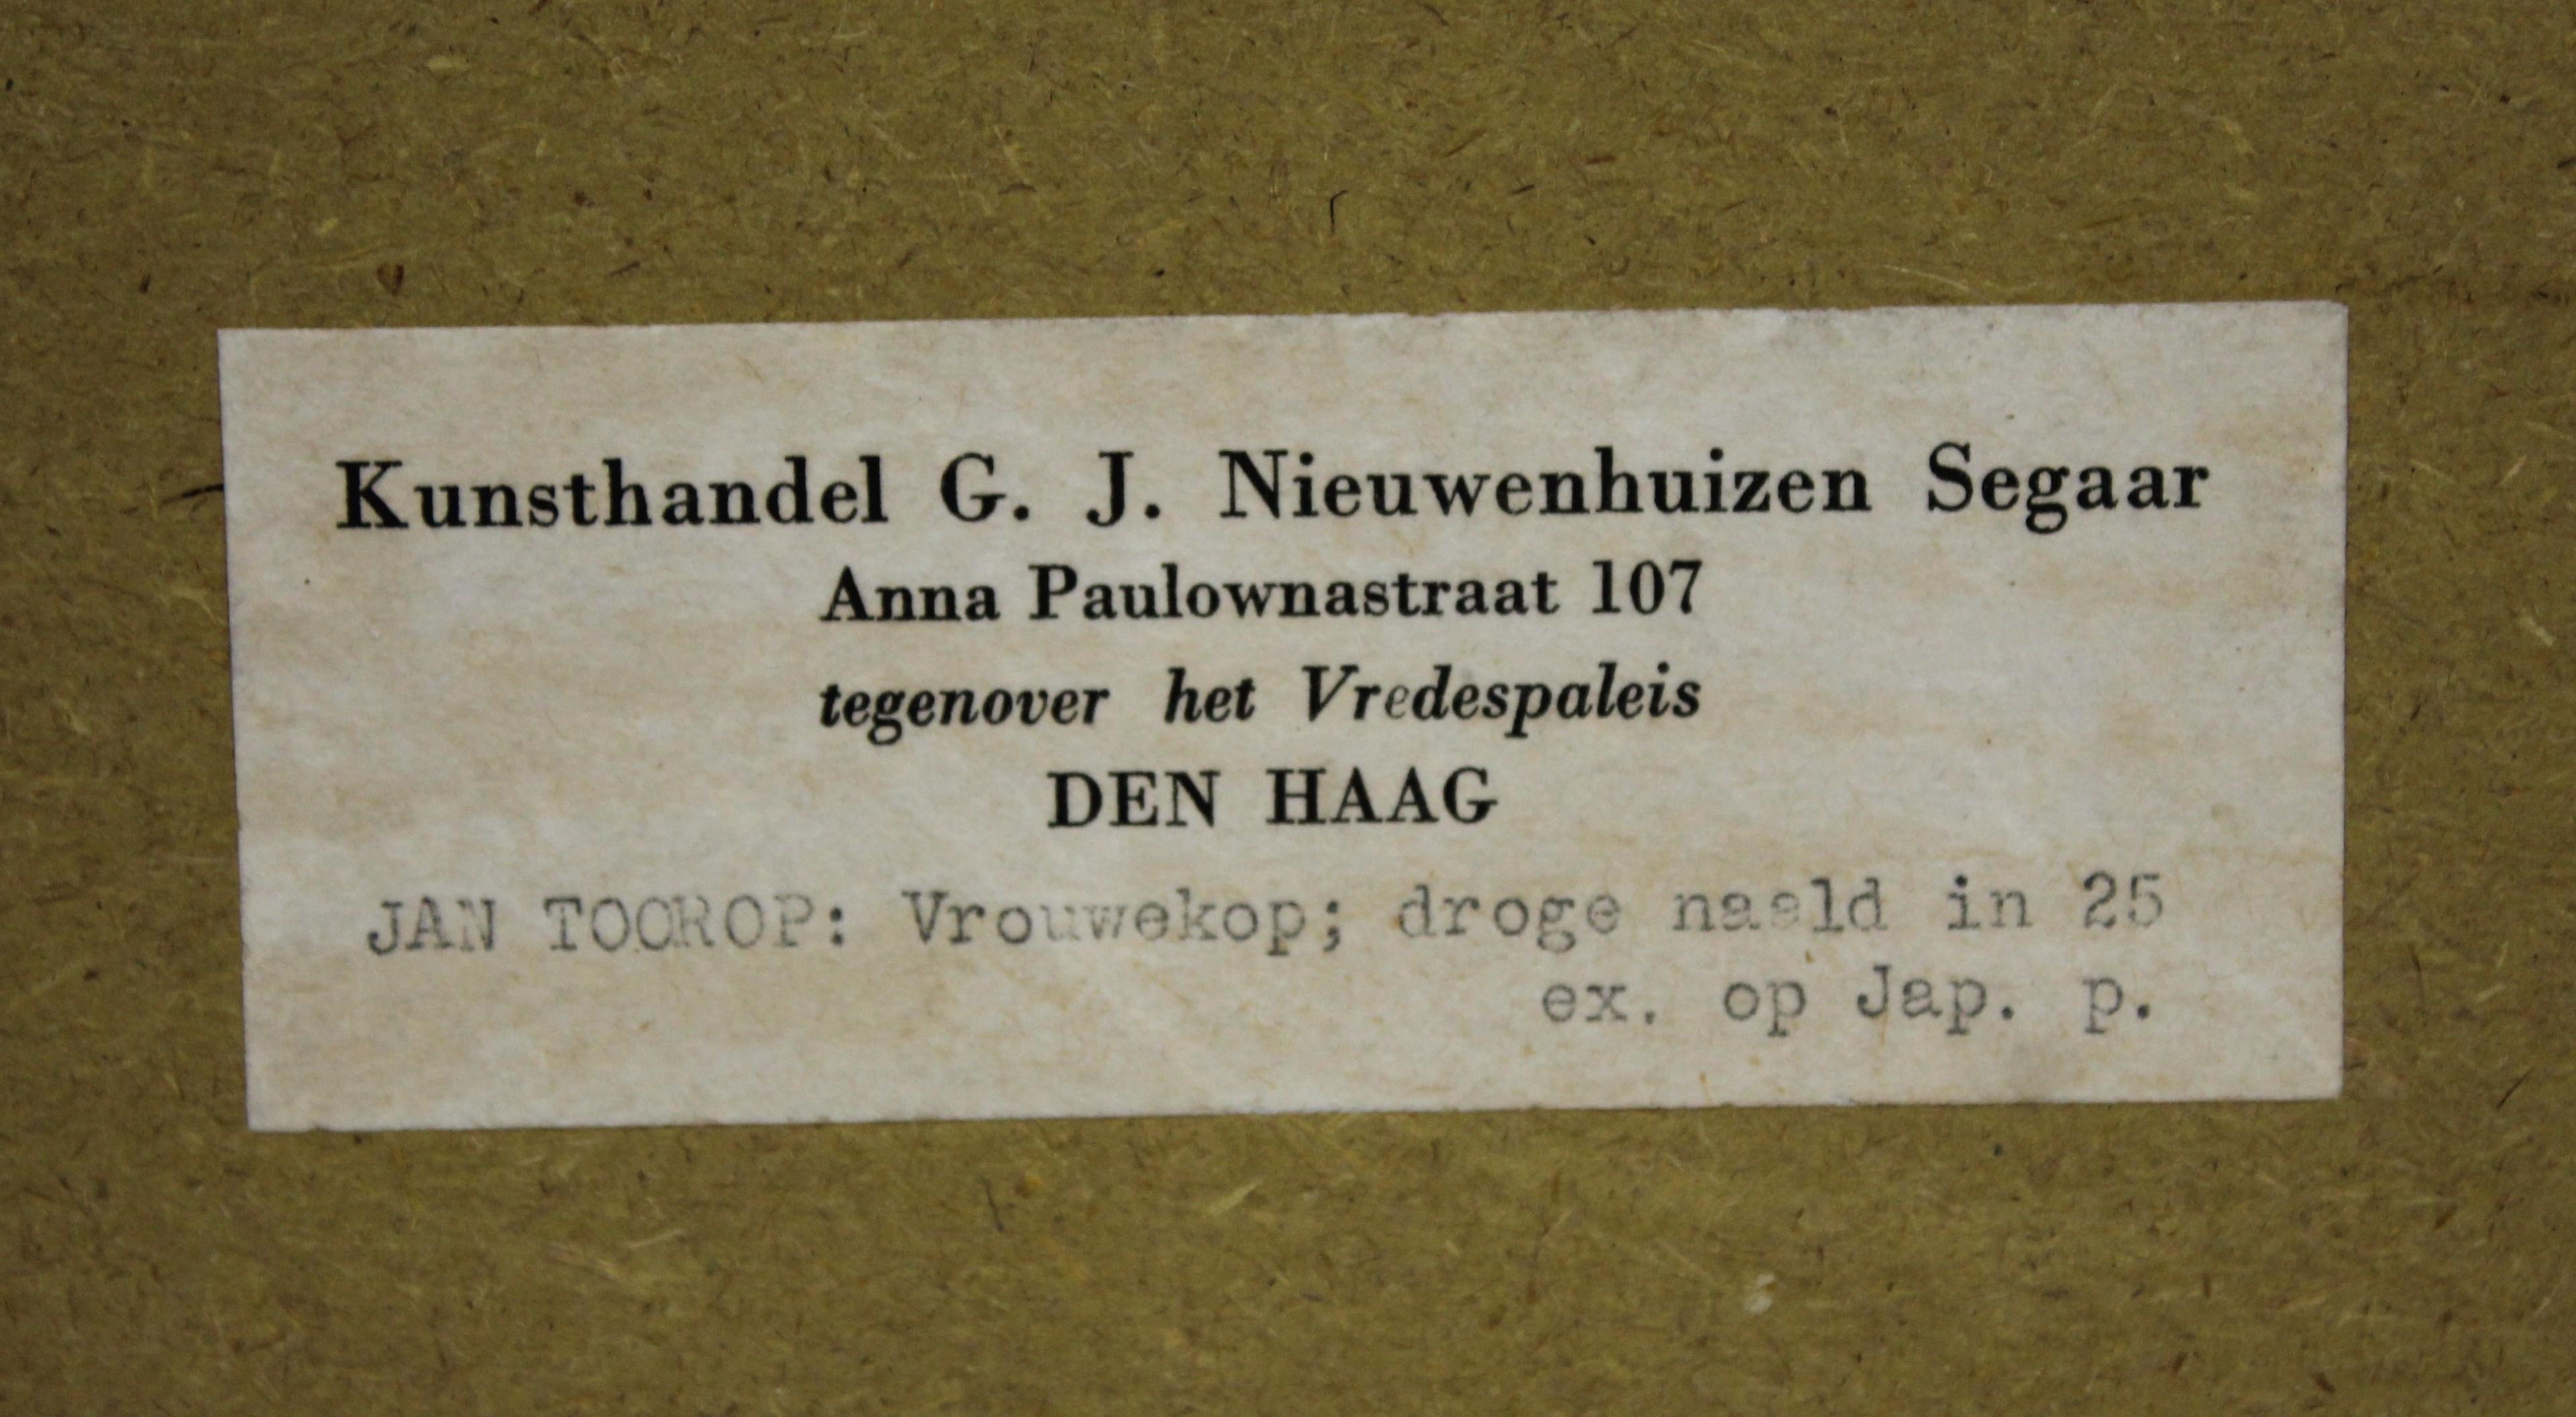 Kunsthandel G. J. Nieuwenhuizen Segaar
Anna Paulownastraat 107
tegenover het Vredespaleis
DEN HAAG
JAN TOOROP: Vrouwekop; droge naald in 25
ex. op Jap. p.